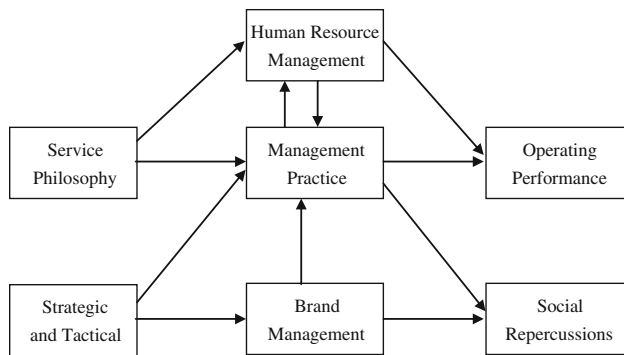 Human Resource
Management
Service
Philosophy
Management
Practice
Operating
Performance
Strategic
and Tactical
Brand
Management
Social
Repercussions